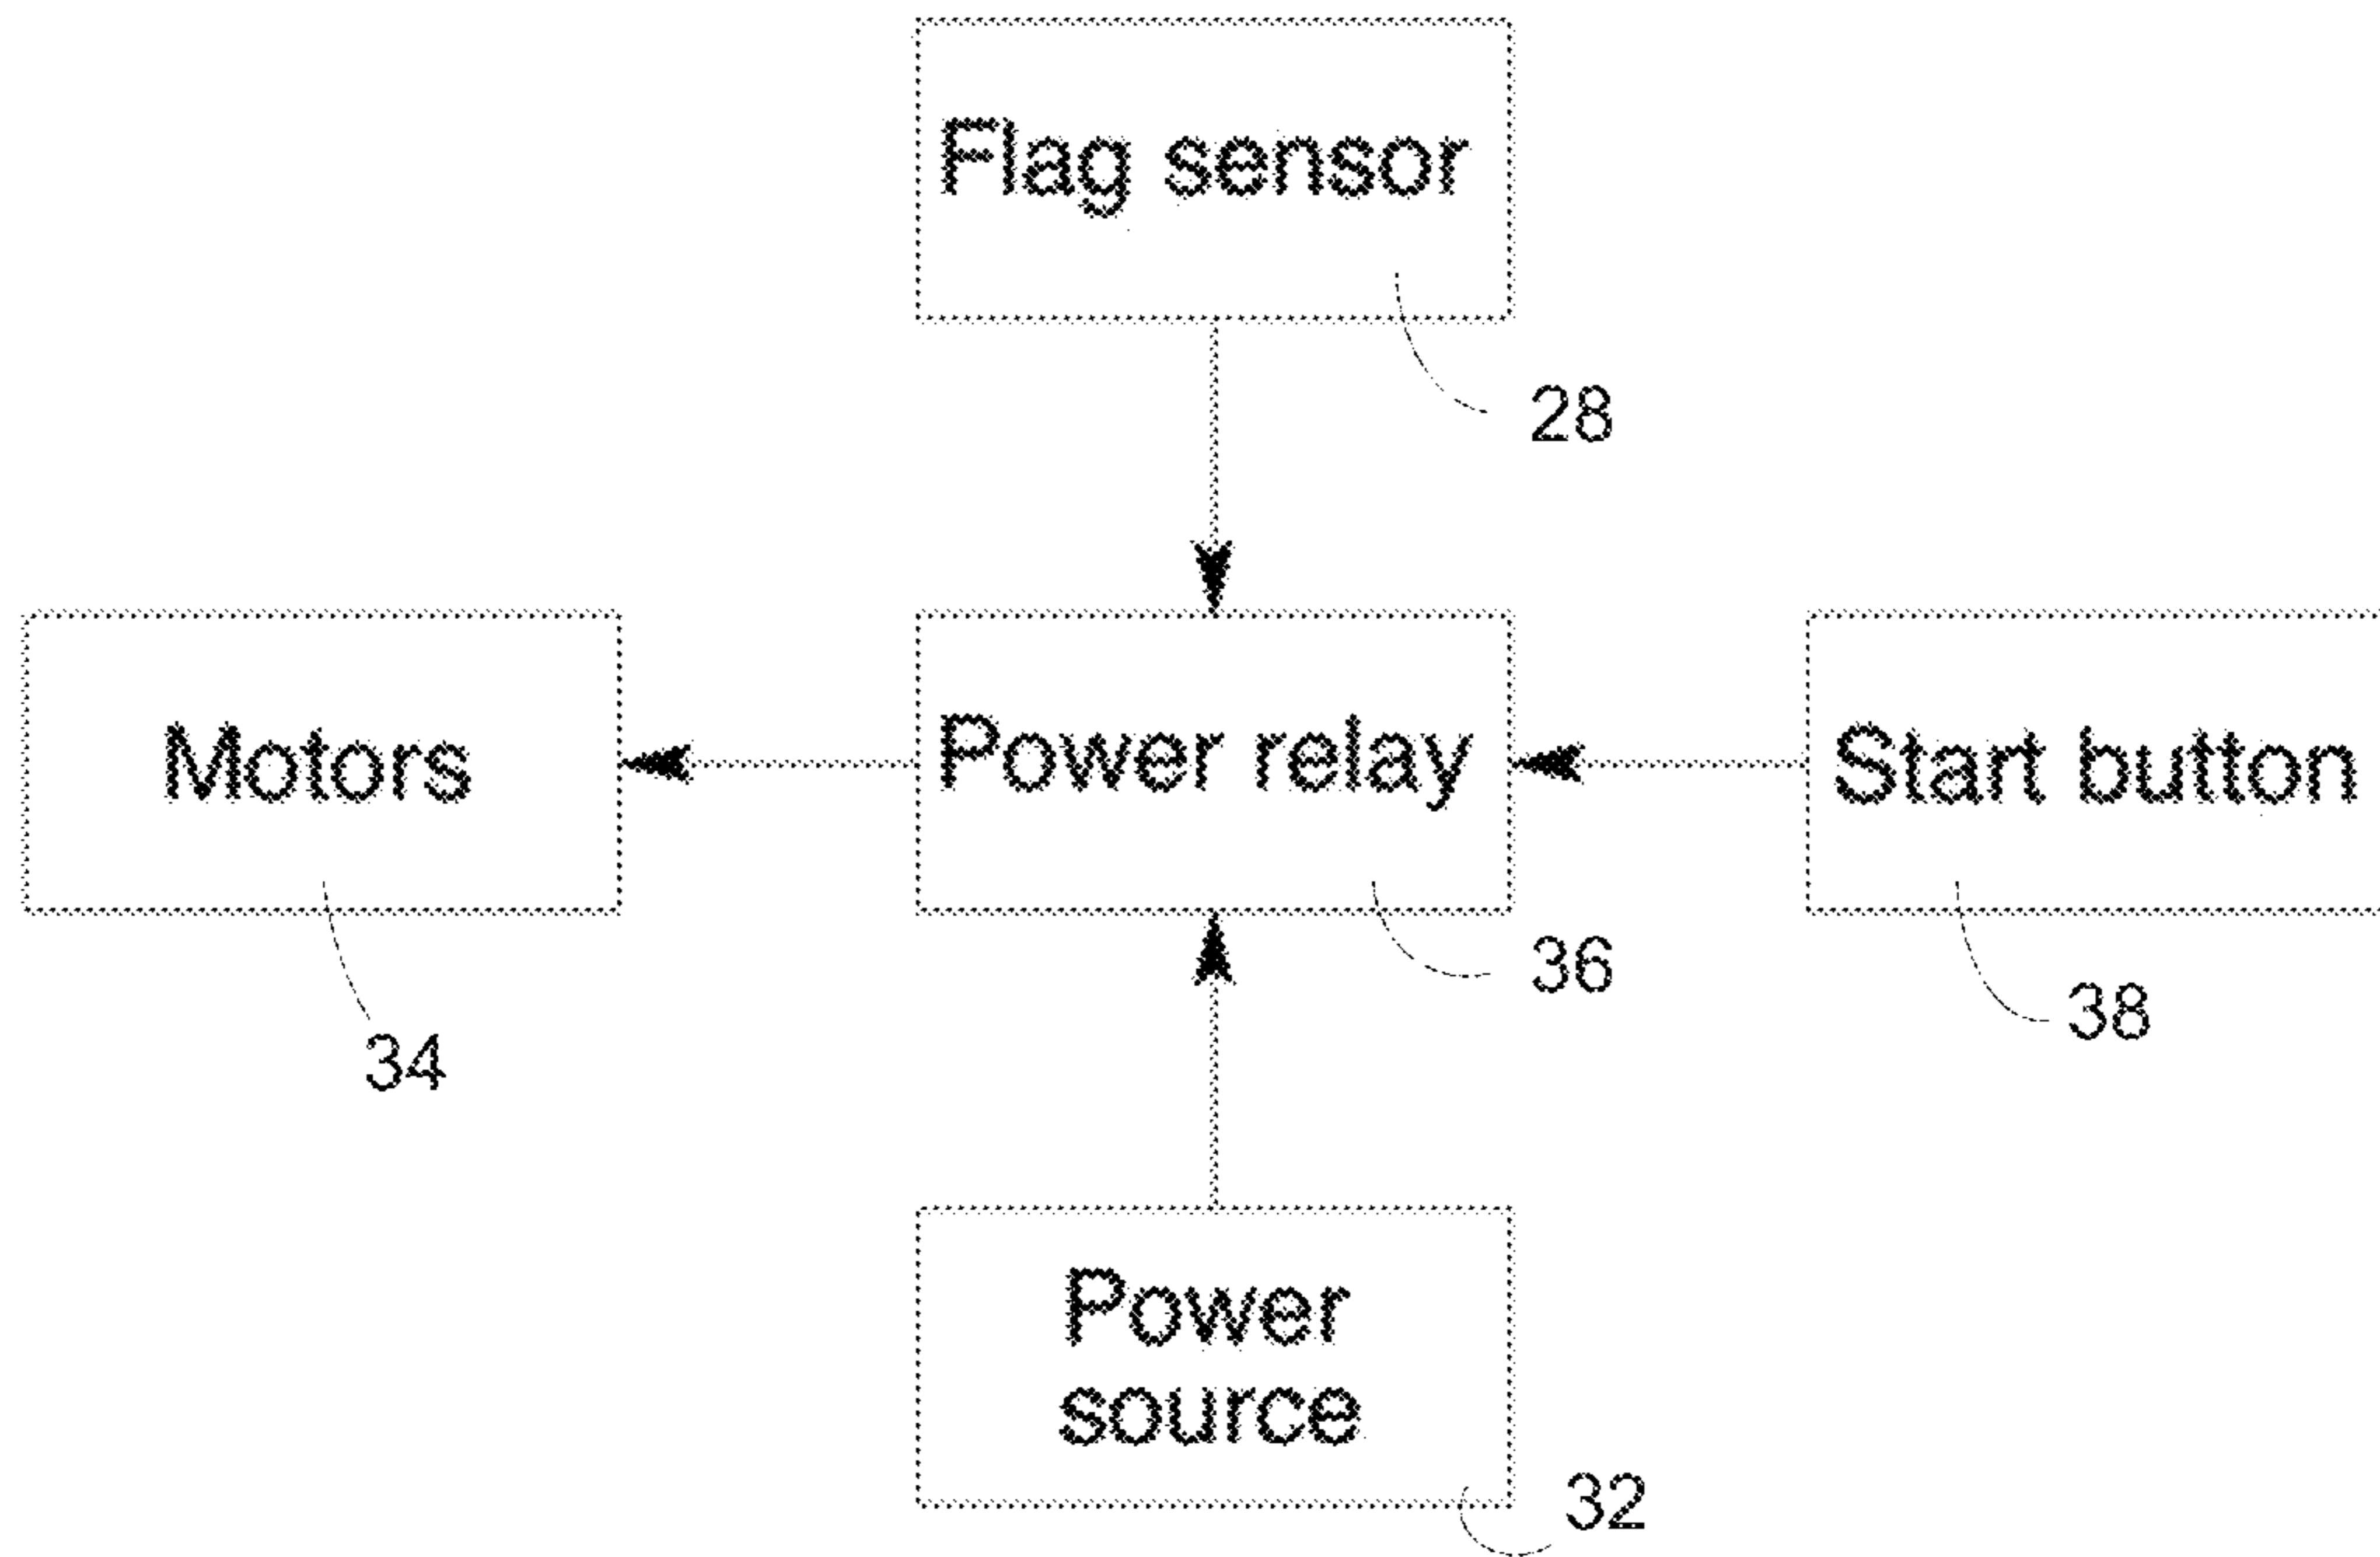 Flag sensor
28
Motors
Power relay
Start button
34
36
38
Power
source
32